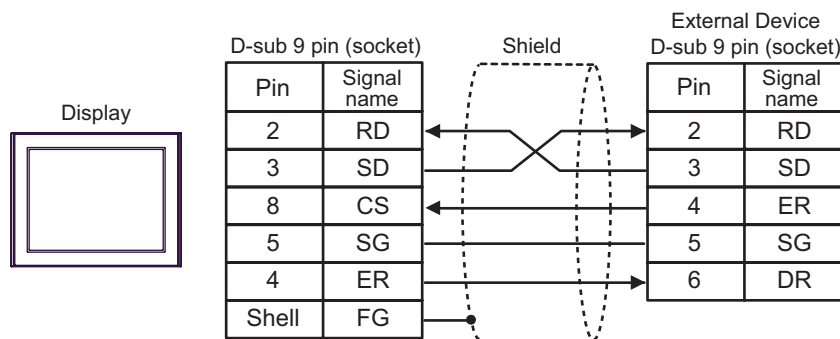 External Device
D-sub 9 pin (socket)
Shield
D-sub 9 pin (socket)
Display
Pin
Signal
name
2
RD
3
SD
8
CS
5
SG
4
ER
Shell
FG
Pin
Signal
name
2
RD
3
SD
4
ER
5
SG
6
DR